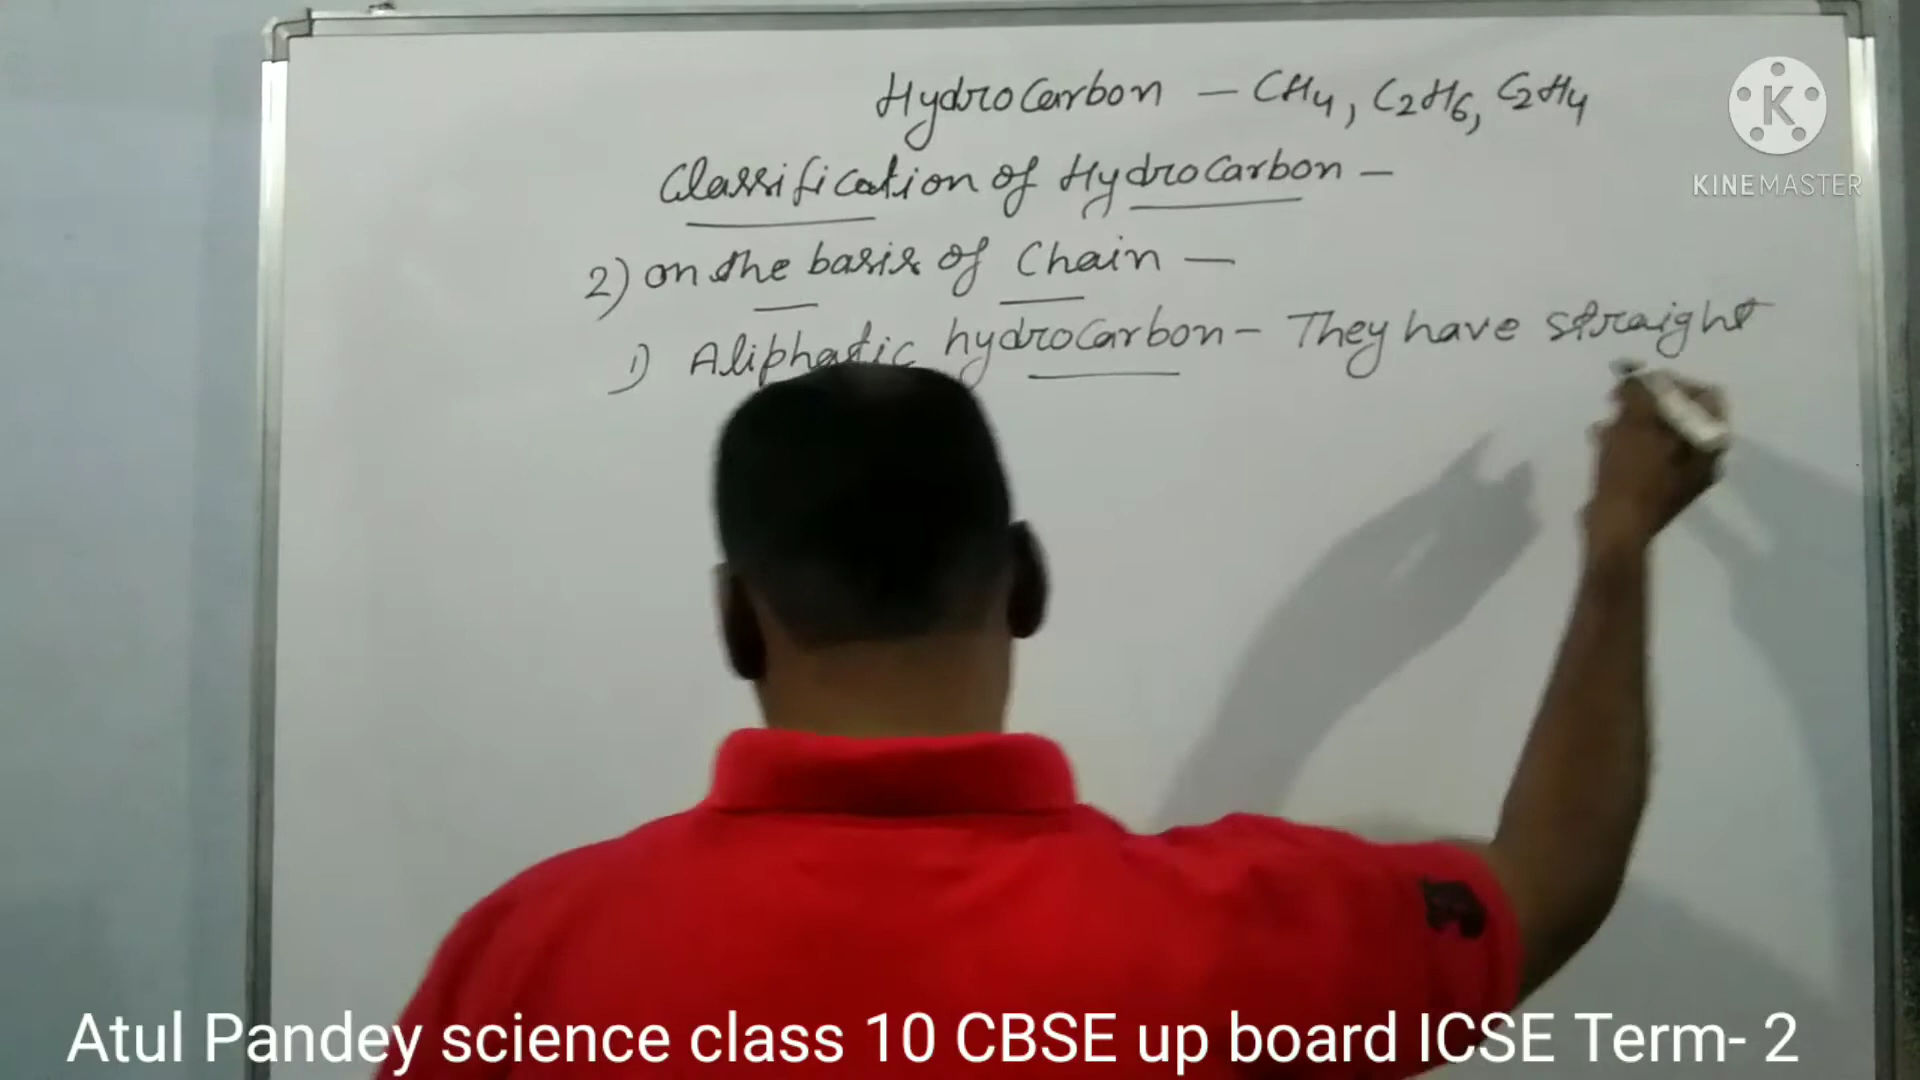 HydroCarbon – CH4, C2H6, C2H4
Classification of HydroCarbon –
2) on the basis of Chain –
1) Aliphatic hydroCarbon – They have straight
K
KINEMASTER
Atul Pandey science class 10 CBSE up board ICSE Term- 2